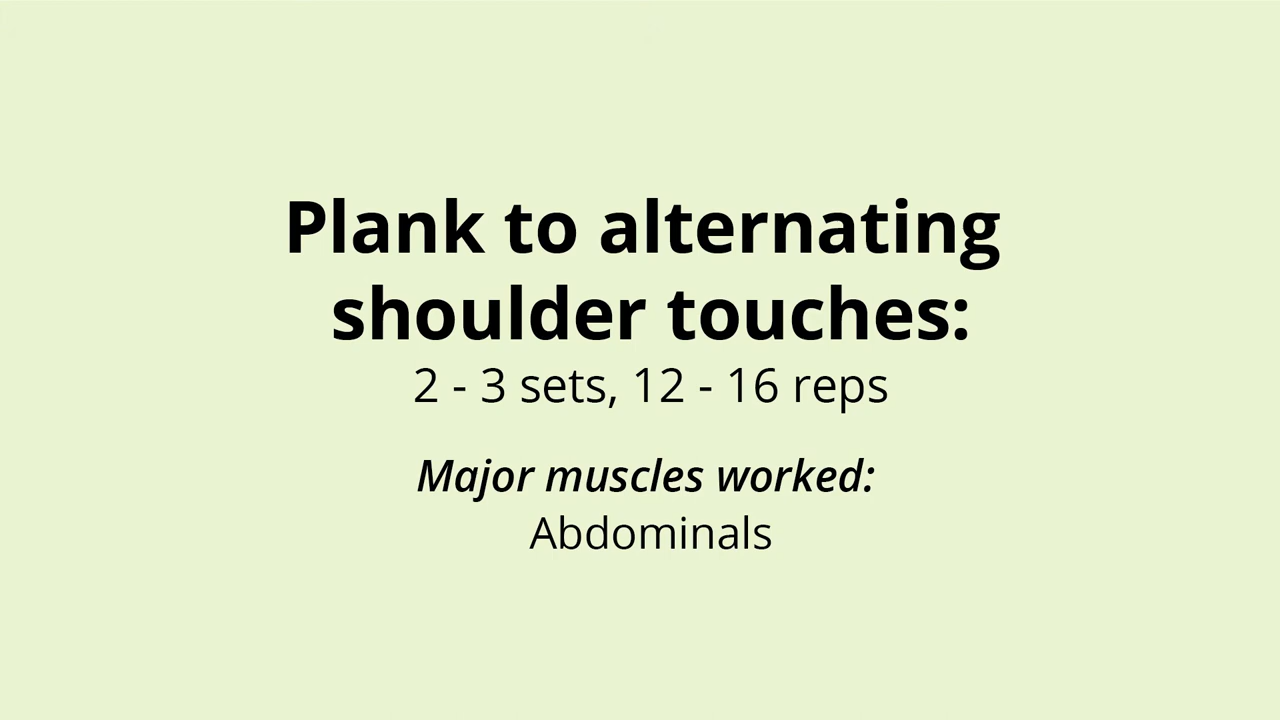 Plank to alternating
shoulder touches:
2 - 3 sets, 12 - 16 reps
Major muscles worked:
Abdominals